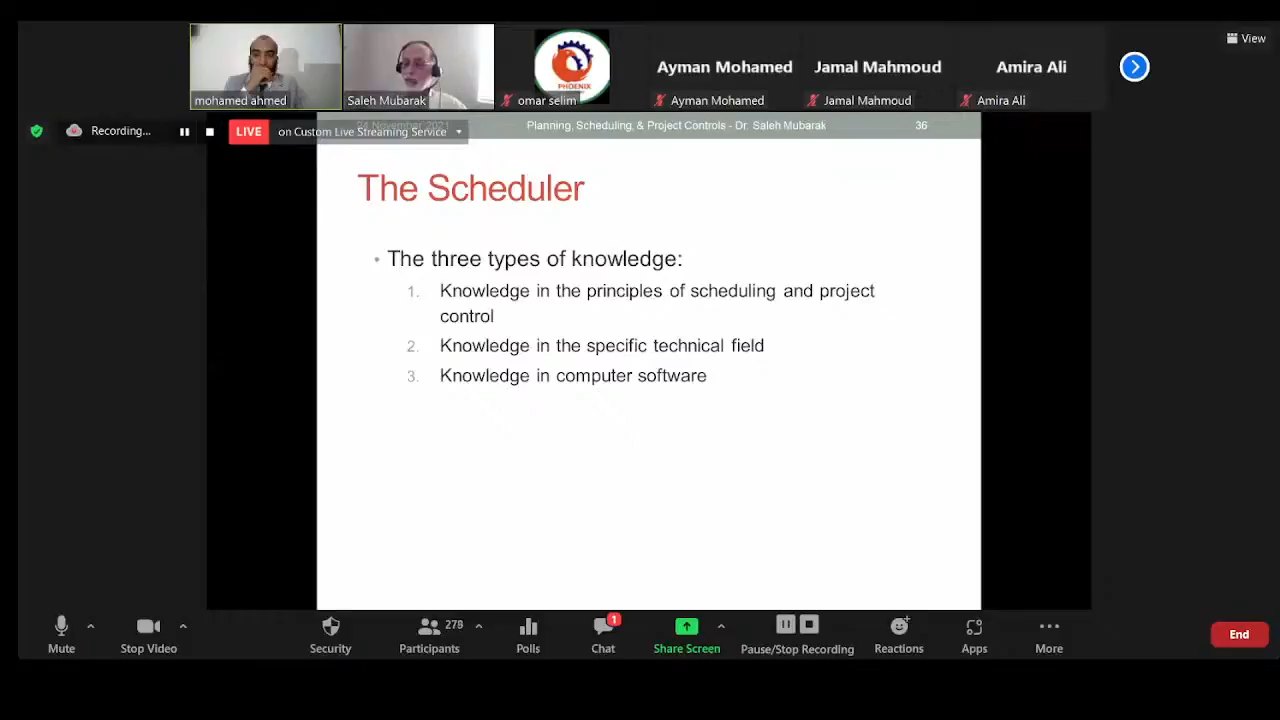 PHOENIX
Ayman Mohamed
Jamal Mahmoud
Amira Ali
View
mohamed ahmed
Saleh Mubarak
omar selim
Ayman Mohamed
Jamal Mahmoud
Amira Ali
Recording...
LIVE
on Custom Live Streaming Service
24 November 2021
Planning, Scheduling, & Project Controls - Dr. Saleh Mubarak
36
The Scheduler
• The three types of knowledge:
1. Knowledge in the principles of scheduling and project
control
2. Knowledge in the specific technical field
3. Knowledge in computer software
278
1
Mute
Stop Video
Security
Participants
Polls
Chat
Share Screen
Pause/Stop Recording
Reactions
Apps
More
End